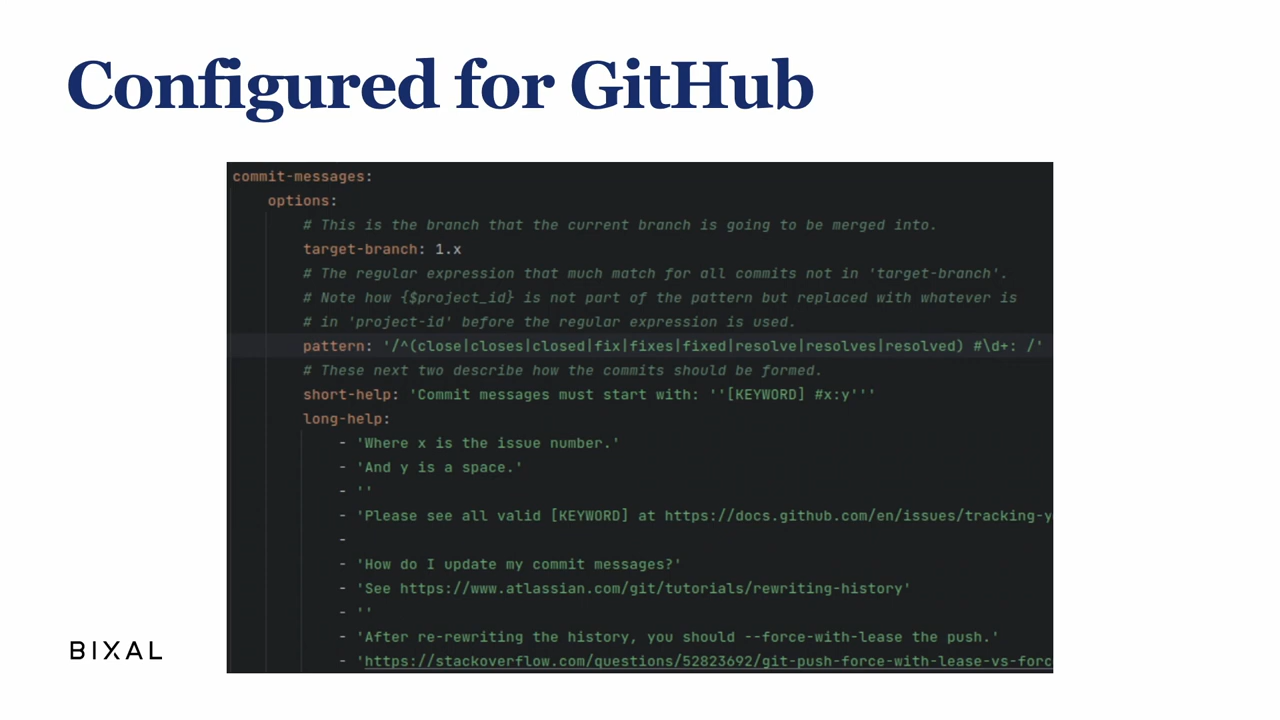 Configured for GitHub
commit-messages:
options:
# This is the branch that the current branch is going to be merged into.
target-branch: 1.x
# The regular expression that much match for all commits not in 'target-branch'.
# Note how {$project_id} is not part of the pattern but replaced with whatever is
# in 'project-id' before the regular expression is used.
pattern: '/^(close|closes|closed|fix|fixes|fixed|resolve|resolves|resolved) #\d+: /'
# These next two describe how the commits should be formed.
short-help: 'Commit messages must start with: ''[KEYWORD] #x:y'''
long-help:
- 'Where x is the issue number.'
- 'And y is a space.'
- ''
- 'Please see all valid [KEYWORD] at https://docs.github.com/en/issues/tracking-y
-
- 'How do I update my commit messages?'
- 'See https://www.atlassian.com/git/tutorials/rewriting-history'
- ''
- 'After re-rewriting the history, you should --force-with-lease the push.'
- 'https://stackoverflow.com/questions/52823692/git-push-force-with-lease-vs-forc
BIXAL